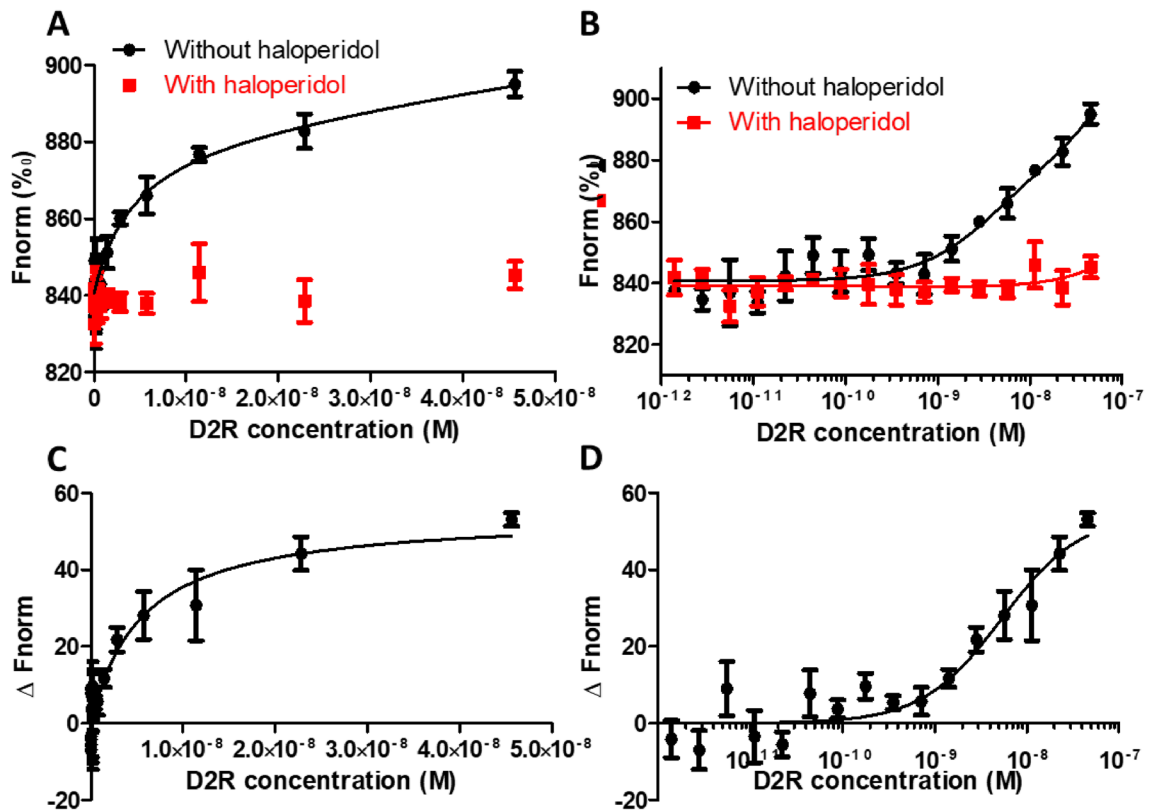 A
Without haloperidol
With haloperidol
900
880
860
840
820
Fnorm (‰)
0
1.0×10⁻⁸
2.0×10⁻⁸
3.0×10⁻⁸
4.0×10⁻⁸
5.0×10⁻⁸
D2R concentration (M)
B
Without haloperidol
With haloperidol
900
880
860
840
820
10⁻¹²
10⁻¹¹
10⁻¹⁰
10⁻⁹
10⁻⁸
10⁻⁷
D2R concentration (M)
C
60
40
20
0
-20
Δ Fnorm
1.0×10⁻⁸
2.0×10⁻⁸
3.0×10⁻⁸
4.0×10⁻⁸
5.0×10⁻⁸
D2R concentration (M)
D
60
40
20
0
-20
Δ Fnorm
10⁻¹⁰
10⁻⁹
10⁻⁸
10⁻⁷
D2R concentration (M)